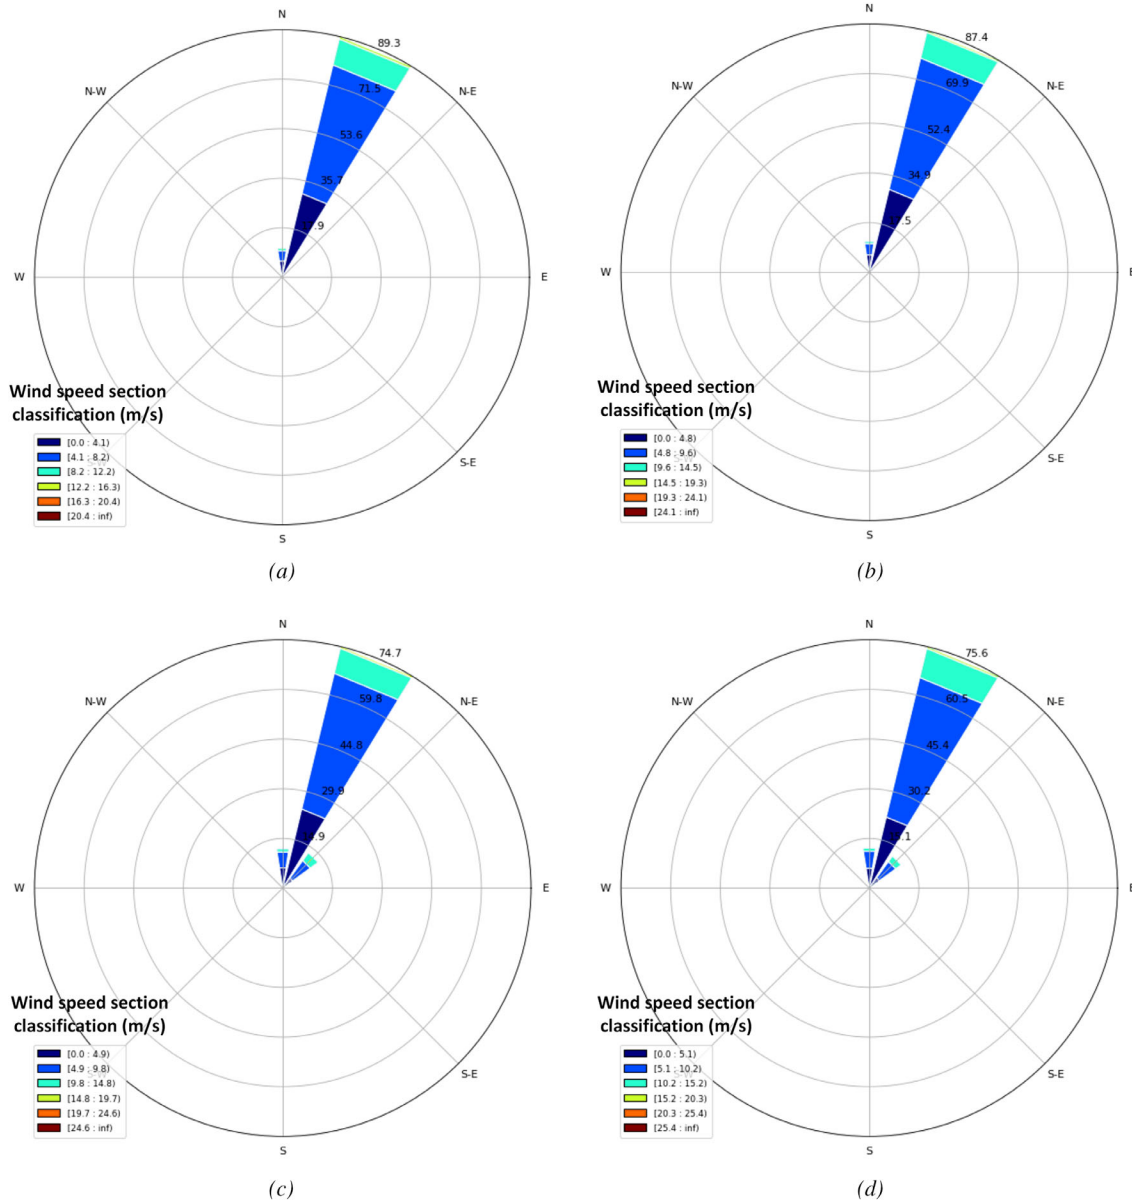 N
89.3
N-W
N-E
71.5
53.6
35.7
W
E
Wind speed section
classification (m/s)
[0.0 : 4.1)
[4.1 : 8.2)
[8.2 : 12.2)
[12.2 : 16.3)
[16.3 : 20.4)
[20.4 : inf)
S-W
S-E
S
(a)
N
87.4
N-W
N-E
69.9
52.4
34.9
W
Wind speed section
classification (m/s)
[0.0 : 4.8)
[4.8 : 9.6)
[9.6 : 14.5)
[14.5 : 19.3)
[19.3 : 24.1)
[24.1 : inf)
S-W
S-E
S
(b)
N
74.7
N-W
N-E
59.8
44.8
29.9
W
E
Wind speed section
classification (m/s)
[0.0 : 4.9)
[4.9 : 9.8)
[9.8 : 14.8)
[14.8 : 19.7)
[19.7 : 24.6)
[24.6 : inf)
S-W
S-E
S
(c)
N
75.6
N-W
N-E
60.5
45.4
30.2
W
Wind speed section
classification (m/s)
[0.0 : 5.1)
[5.1 : 10.2)
[10.2 : 15.2)
[15.2 : 20.3)
[20.3 : 25.4)
[25.4 : inf)
S-W
S-E
S
(d)